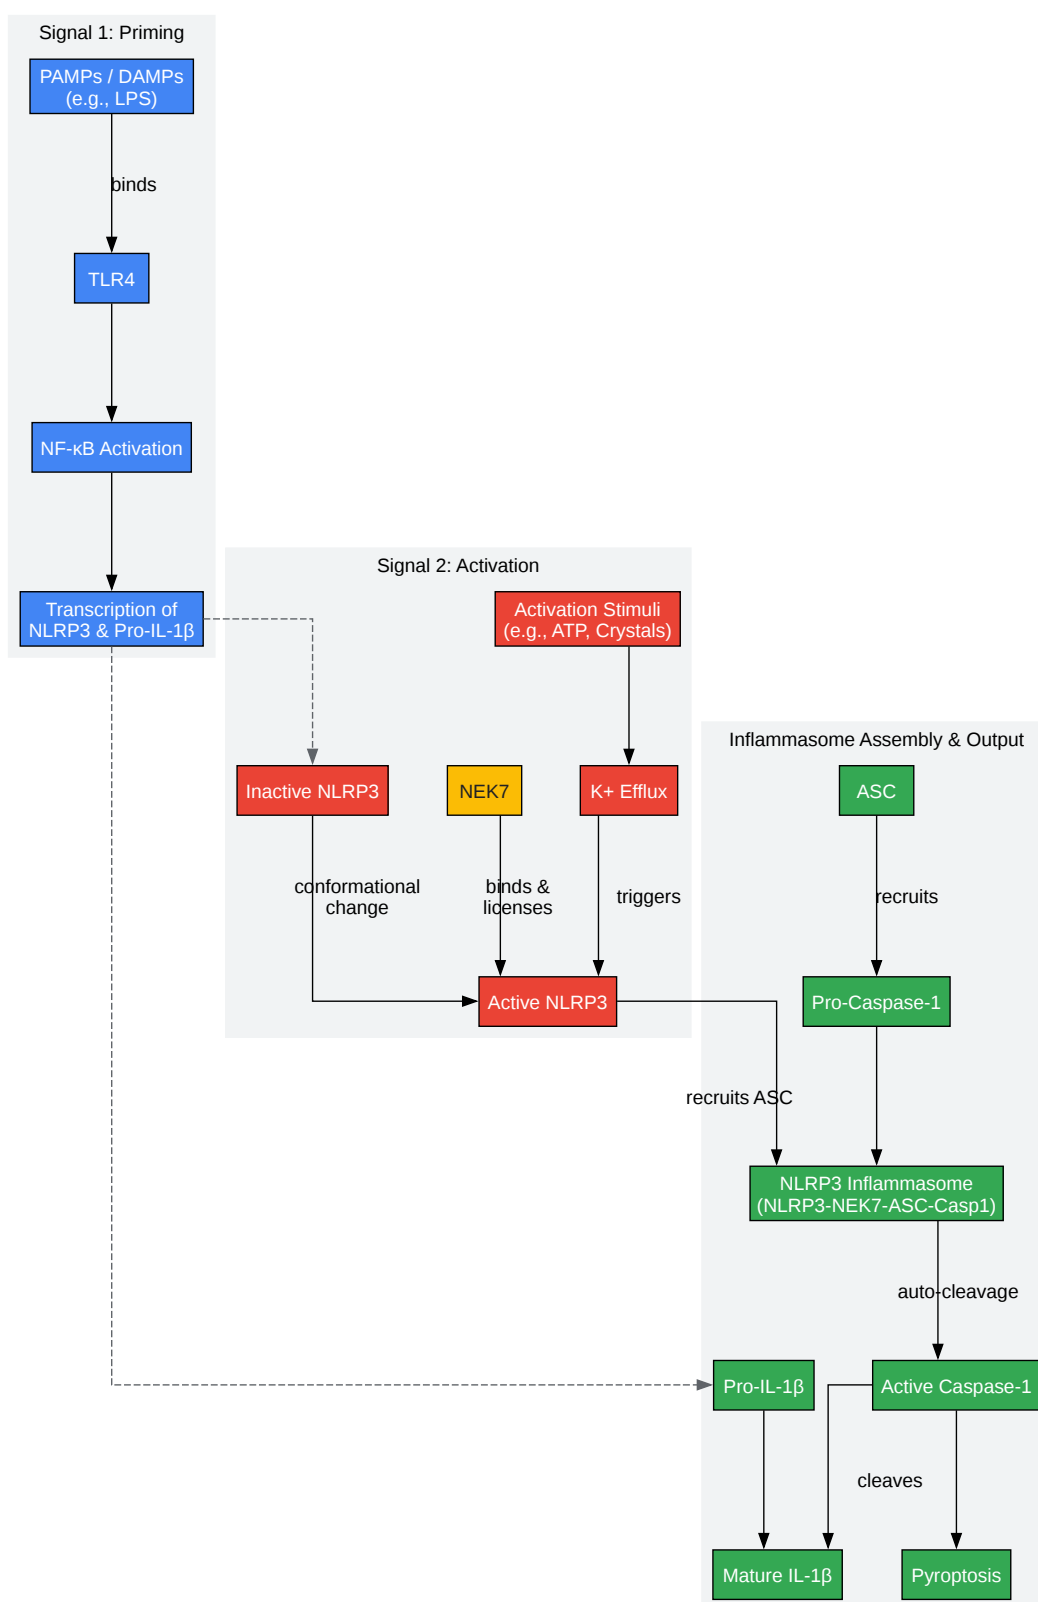 Signal 1: Priming
PAMPs / DAMPs
(e.g., LPS)
binds
TLR4
NF-κB Activation
Transcription of
NLRP3 & Pro-IL-1β
Signal 2: Activation
Activation Stimuli
(e.g., ATP, Crystals)
Inactive NLRP3
NEK7
K+ Efflux
conformational
change
binds &
licenses
triggers
Active NLRP3
Inflammasome Assembly & Output
ASC
recruits
Pro-Caspase-1
recruits ASC
NLRP3 Inflammasome
(NLRP3-NEK7-ASC-Casp1)
auto-cleavage
Pro-IL-1β
Active Caspase-1
cleaves
Mature IL-1β
Pyroptosis